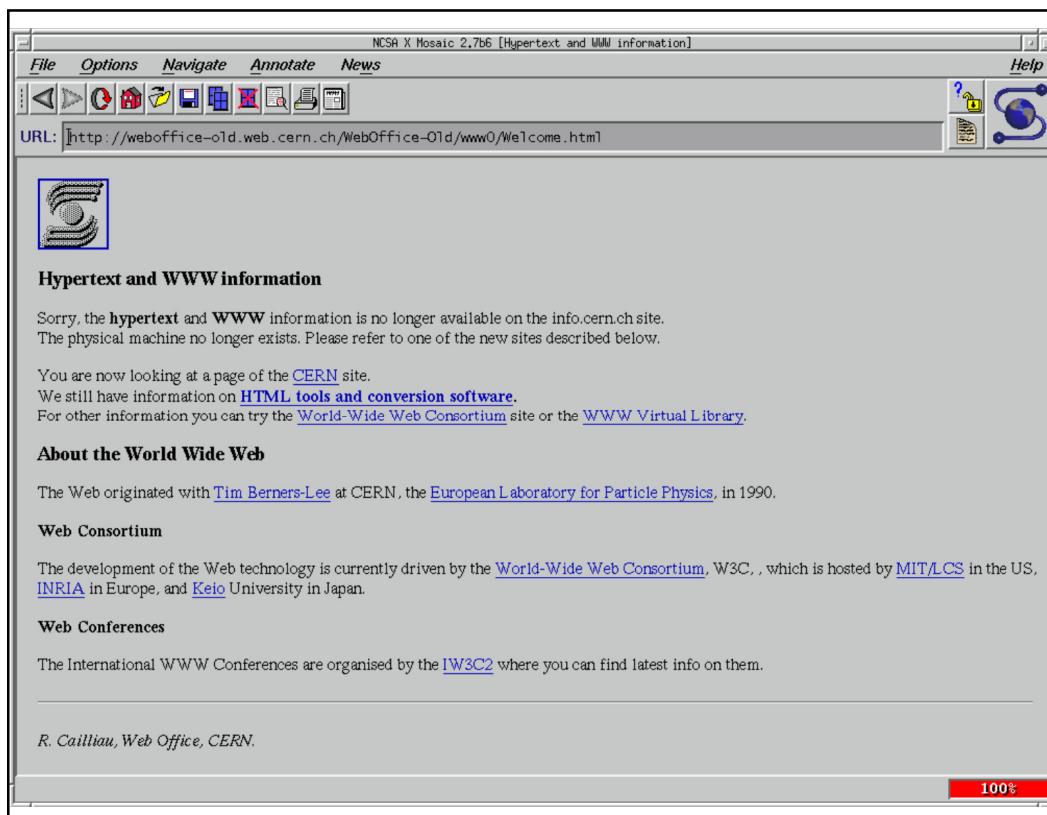 NCSA X Mosaic 2.7b6 [Hypertext and WWW information]
File Options Navigate Annotate News Help
?
URL: http://weboffice-old.web.cern.ch/WebOffice-Old/www0/Welcome.html
Hypertext and WWW information
Sorry, the hypertext and WWW information is no longer available on the info.cern.ch site.
The physical machine no longer exists. Please refer to one of the new sites described below.
You are now looking at a page of the CERN site.
We still have information on HTML tools and conversion software.
For other information you can try the World-Wide Web Consortium site or the WWW Virtual Library.
About the World Wide Web
The Web originated with Tim Berners-Lee at CERN, the European Laboratory for Particle Physics, in 1990.
Web Consortium
The development of the Web technology is currently driven by the World-Wide Web Consortium, W3C, , which is hosted by MIT/LCS in the US,
INRIA in Europe, and Keio University in Japan.
Web Conferences
The International WWW Conferences are organised by the IW3C2 where you can find latest info on them.
R. Cailliau, Web Office, CERN.
100%